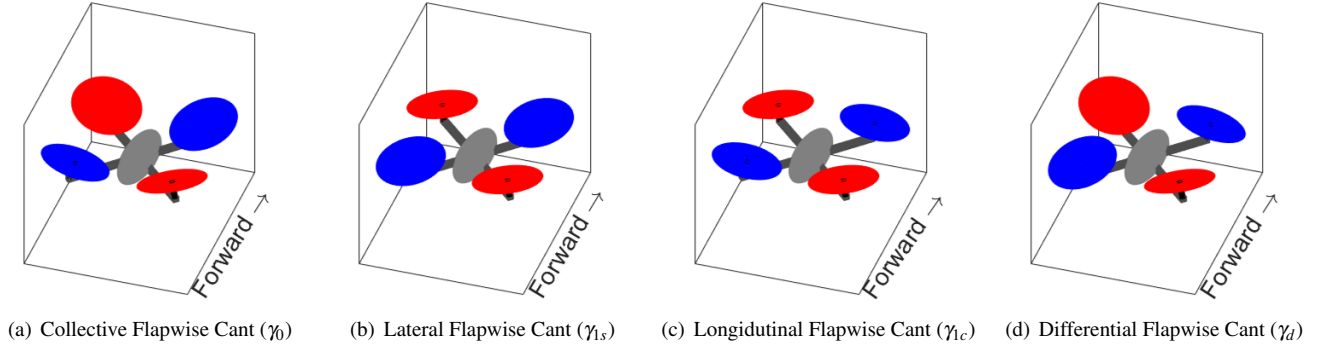 Forward →
Forward →
Forward →
Forward →
(a) Collective Flapwise Cant (γ0)
(b) Lateral Flapwise Cant (γ1s)
(c) Longidutinal Flapwise Cant (γ1c)
(d) Differential Flapwise Cant (γd)